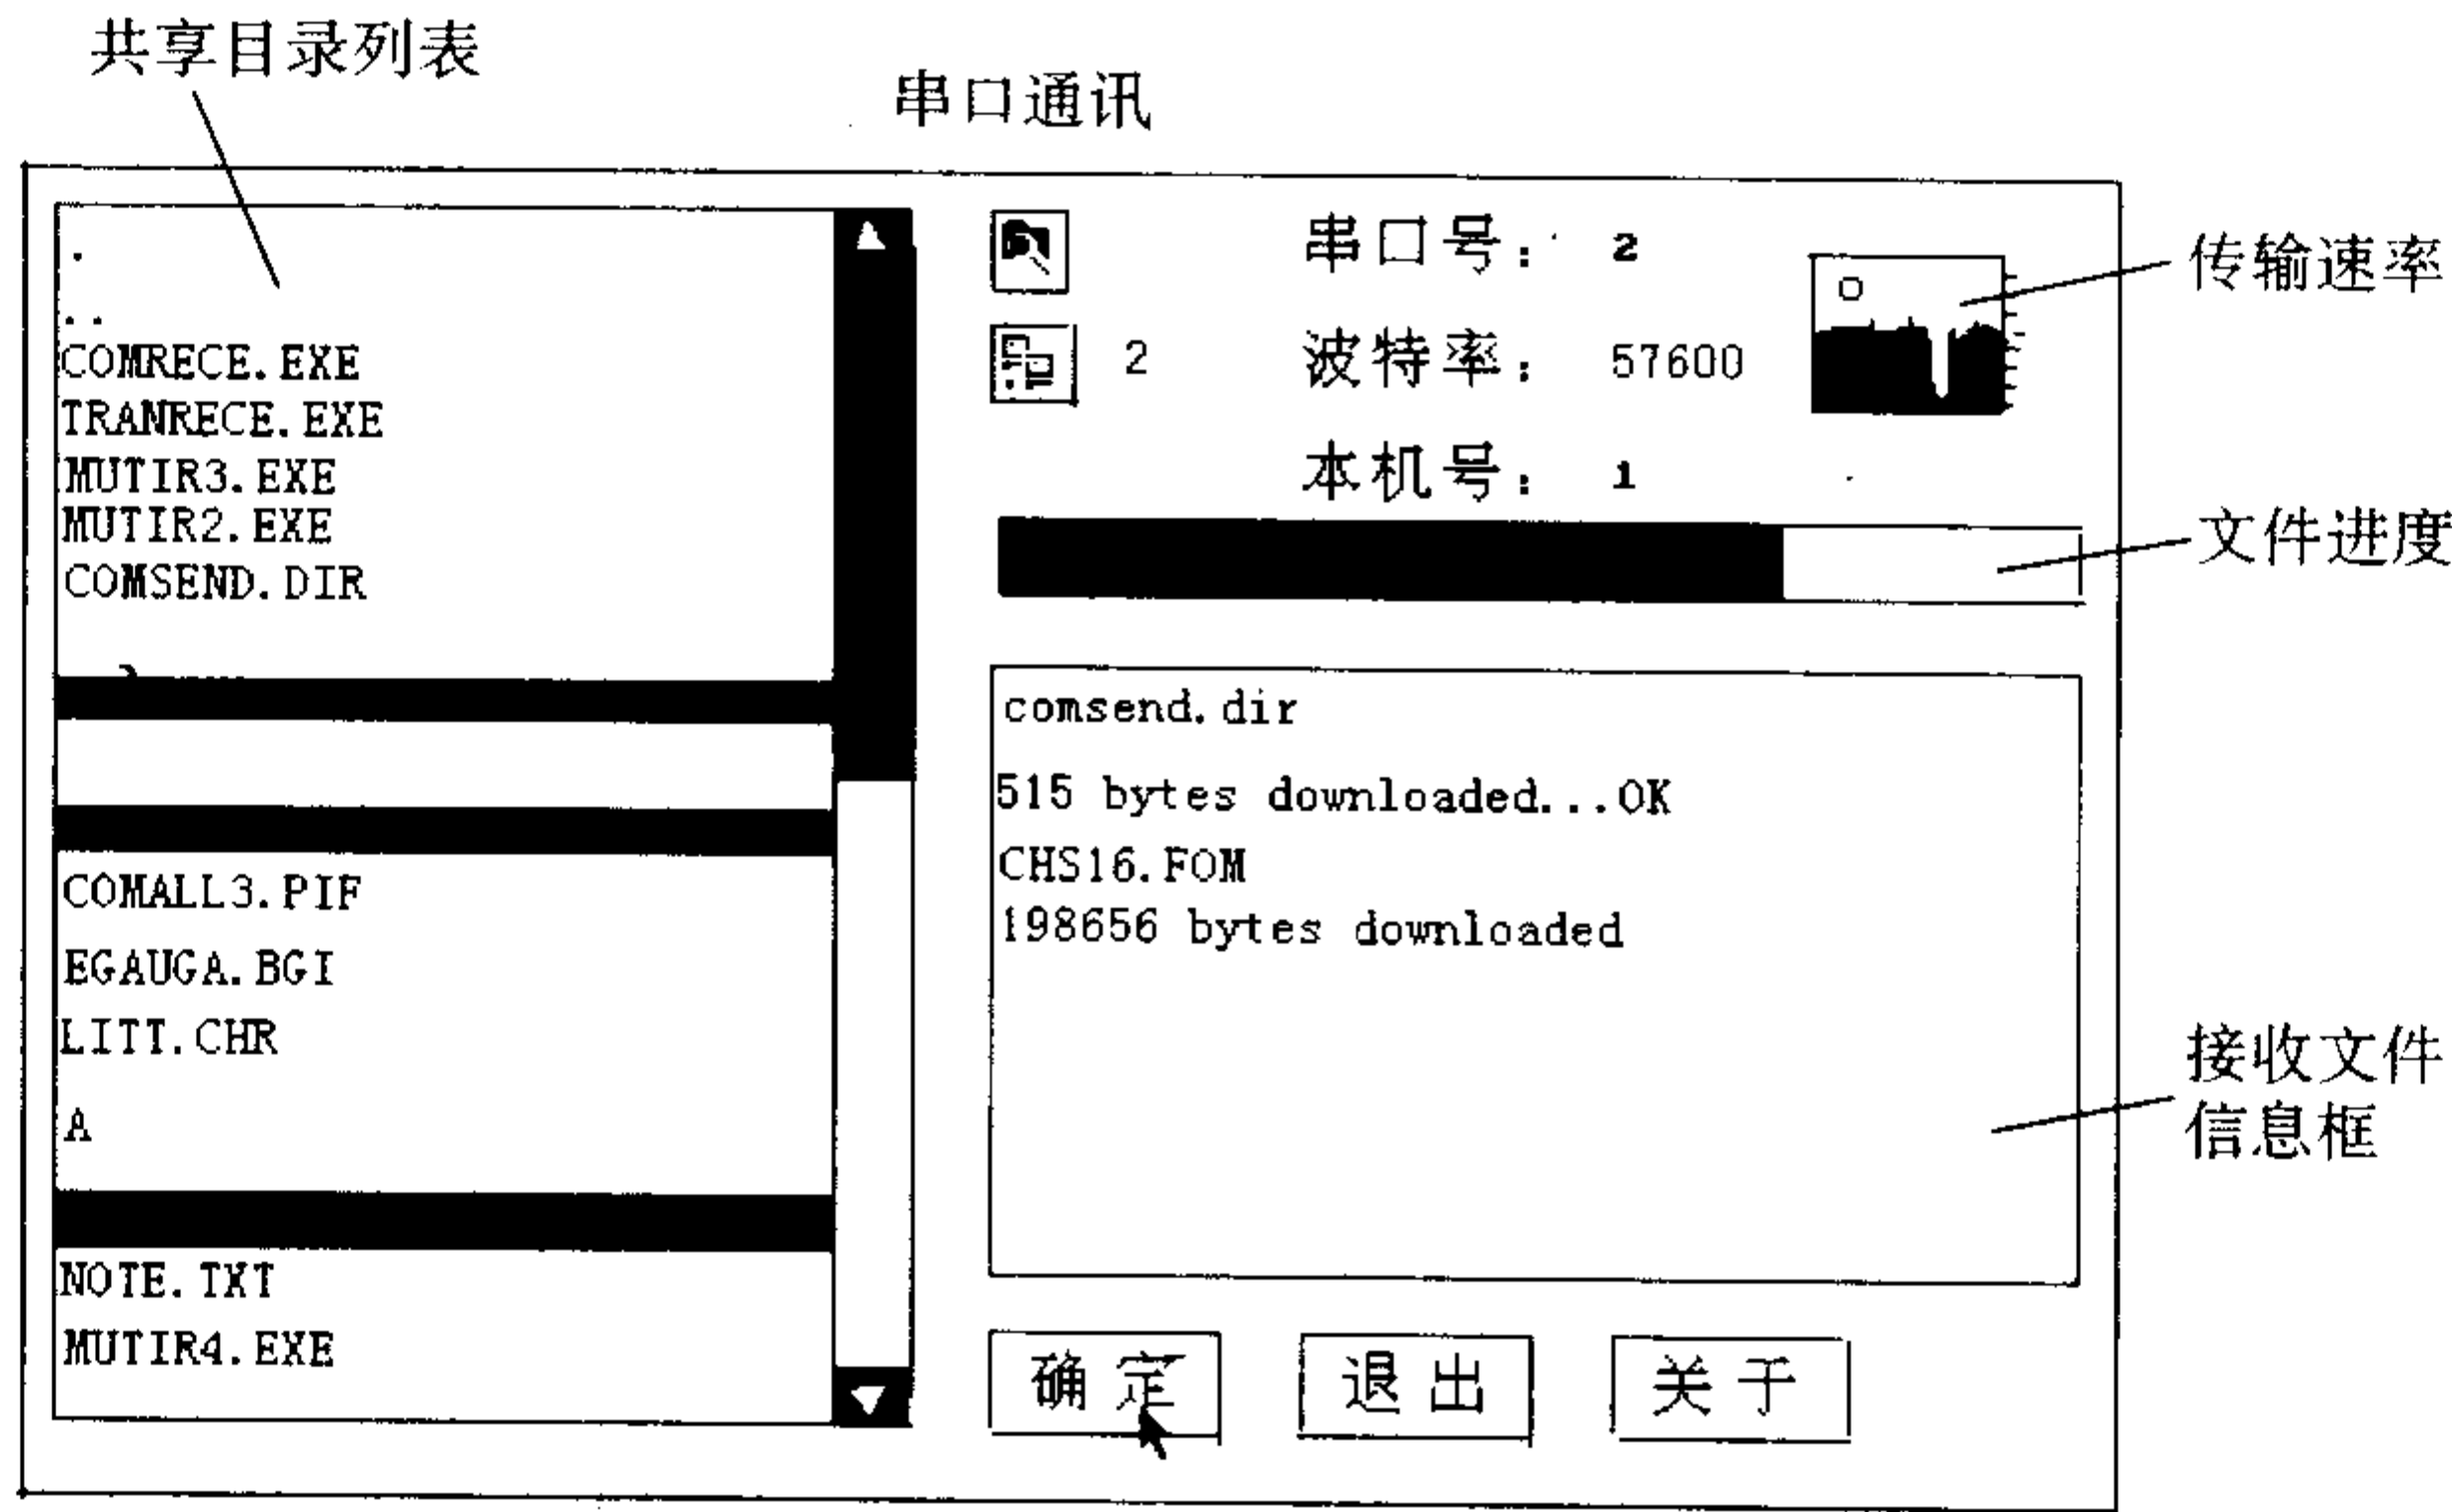 共享目录列表
串口通讯
.
..
COMRECE.EXE
TRANRECE.EXE
MUTIR3.EXE
MUTIR2.EXE
COMSEND.DIR
COMALL3.PIF
EGAUGA.BGI
LITT.CHR
A
NOTE.TXT
MUTIR4.EXE
串口号： 2
2 波特率： 57600
本机号： 1
传输速率
文件进度
comsend.dir
515 bytes downloaded...OK
CHS16.FOM
198656 bytes downloaded
接收文件
信息框
确定 退出 关于